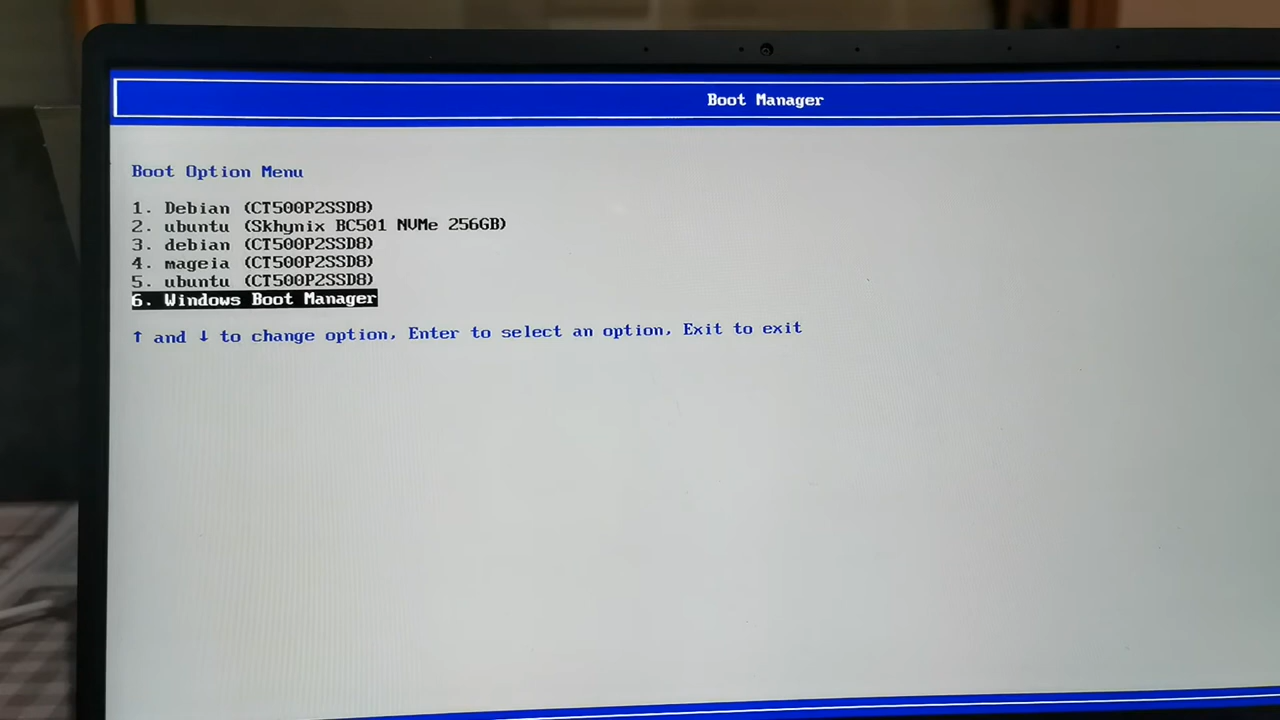 Boot Manager
Boot Option Menu
1. Debian (CT500P2SSD8)
2. ubuntu (Skhynix BC501 NVMe 256GB)
3. debian (CT500P2SSD8)
4. mageia (CT500P2SSD8)
5. ubuntu (CT500P2SSD8)
6. Windows Boot Manager
↑ and ↓ to change option, Enter to select an option, Exit to exit